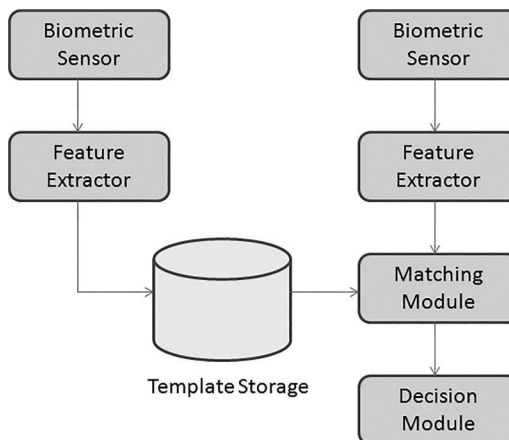 Biometric
Sensor
Feature
Extractor
Template Storage
Biometric
Sensor
Feature
Extractor
Matching
Module
Decision
Module